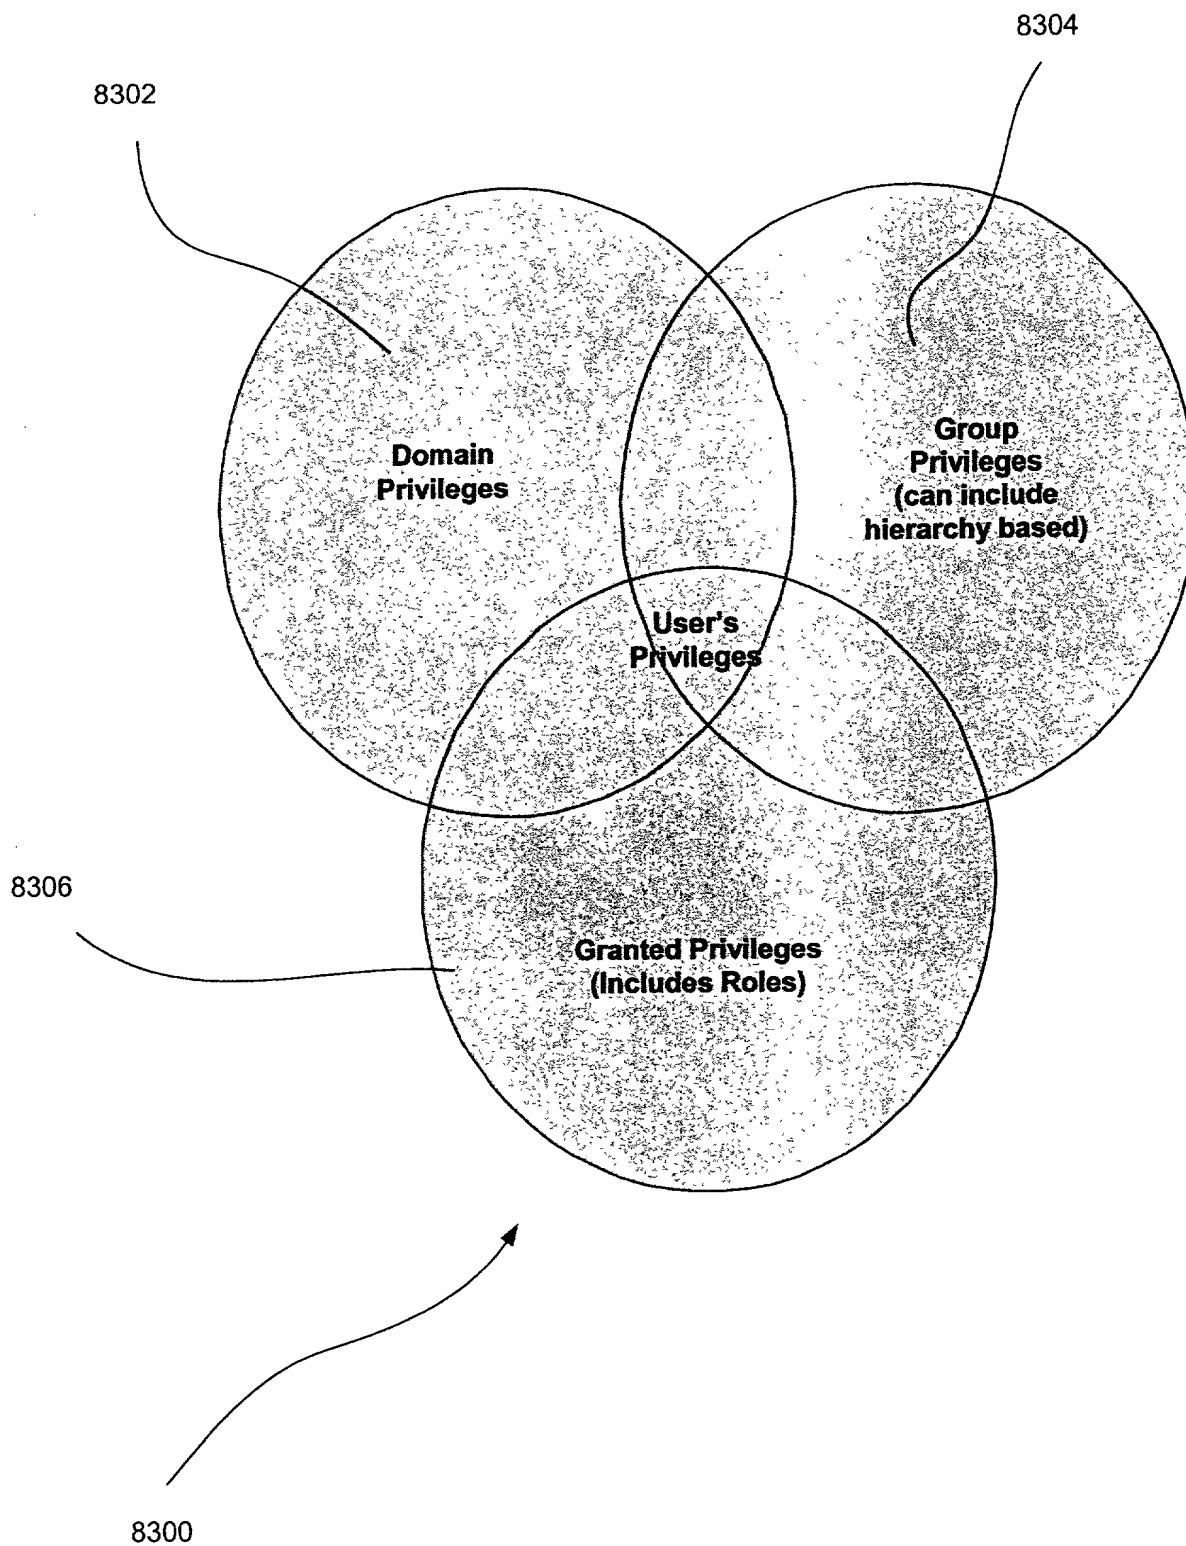 8304
8302
Domain
Privileges
Group
Privileges
(can include
hierarchy based)
User's
Privileges
8306
Granted Privileges
(Includes Roles)
8300